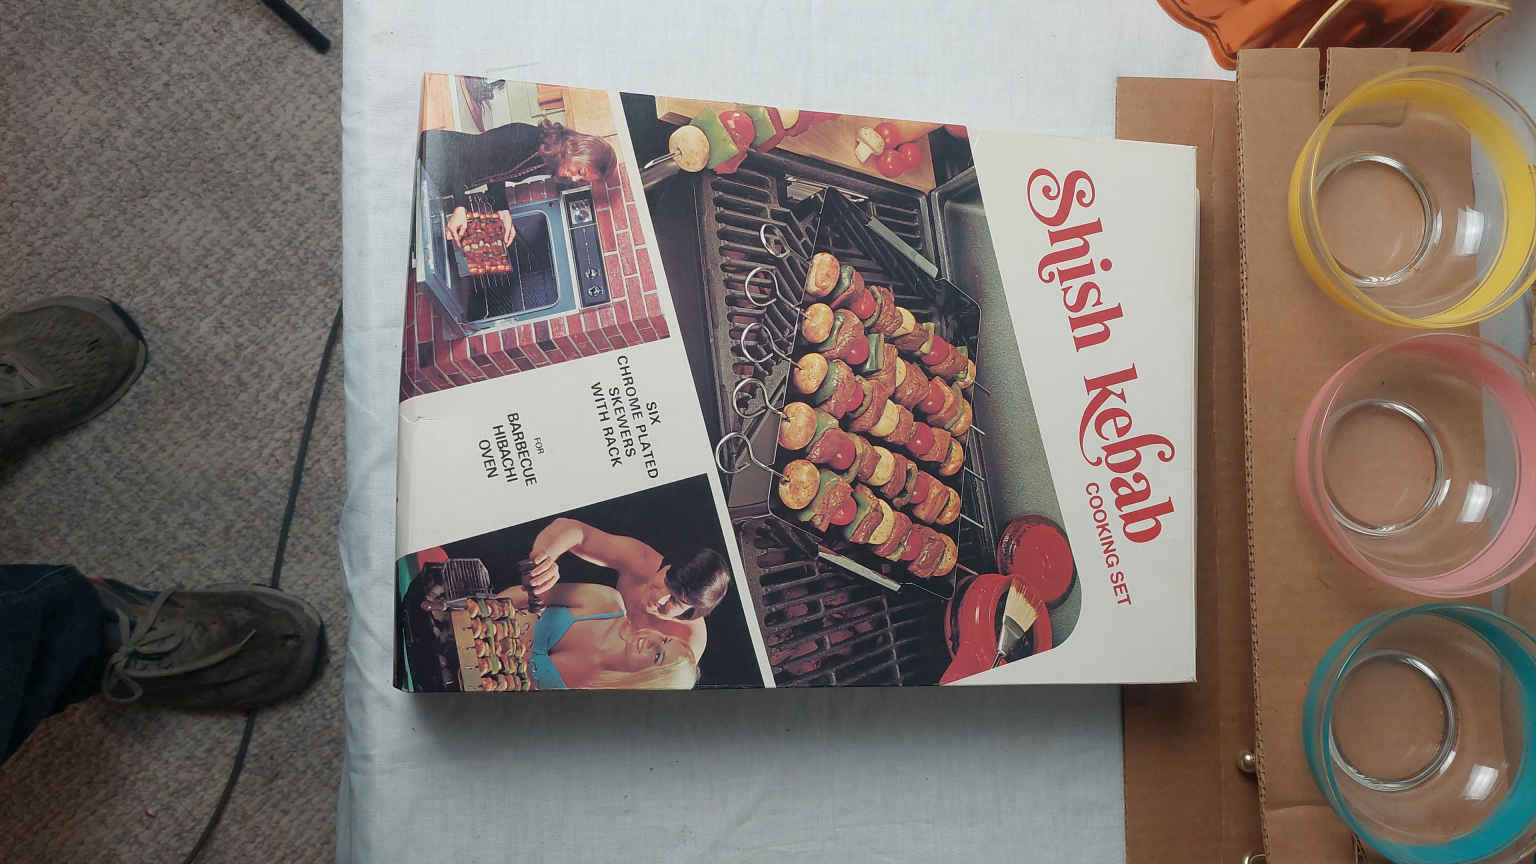 Shish kebab
COOKING SET
SIX
CHROME PLATED
SKEWERS
WITH RACK
FOR
BARBECUE
HIBACHI
OVEN